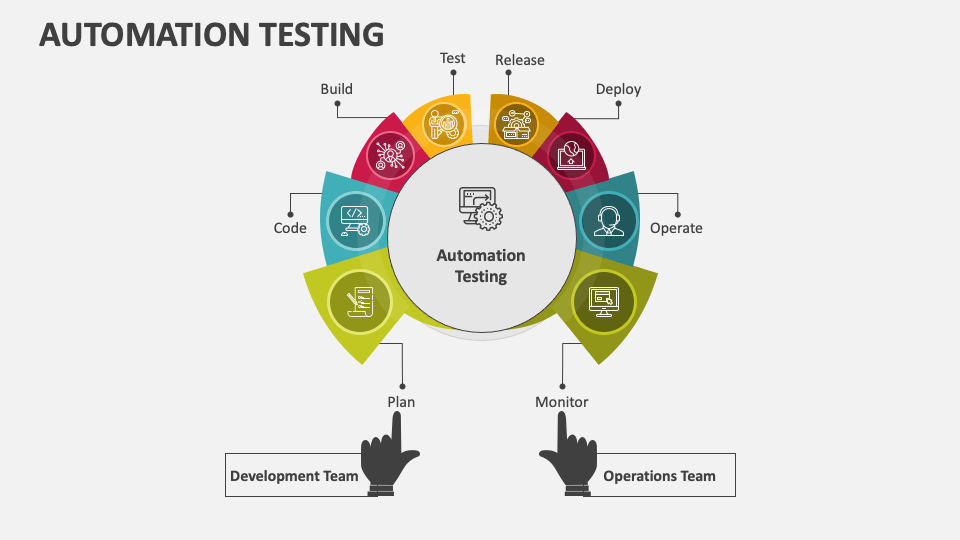 AUTOMATION TESTING
Test
Release
Build
Deploy
Code
Operate
Automation
Testing
Plan
Monitor
Development Team
Operations Team